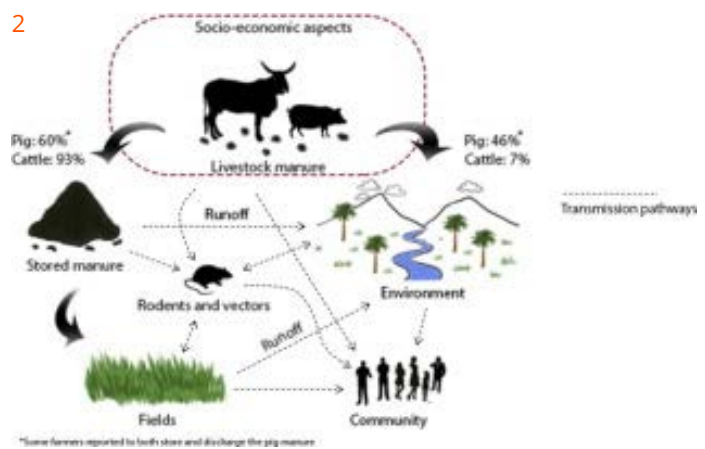 2
Socio-economic aspects
Pig: 60%*
Cattle: 93%
Pig: 46%*
Cattle: 7%
Livestock manure
Transmission pathways
Runoff
Stored manure
Rodents and vectors
Environment
Runoff
Fields
Community
*Some farmers reported to both store and discharge the pig manure